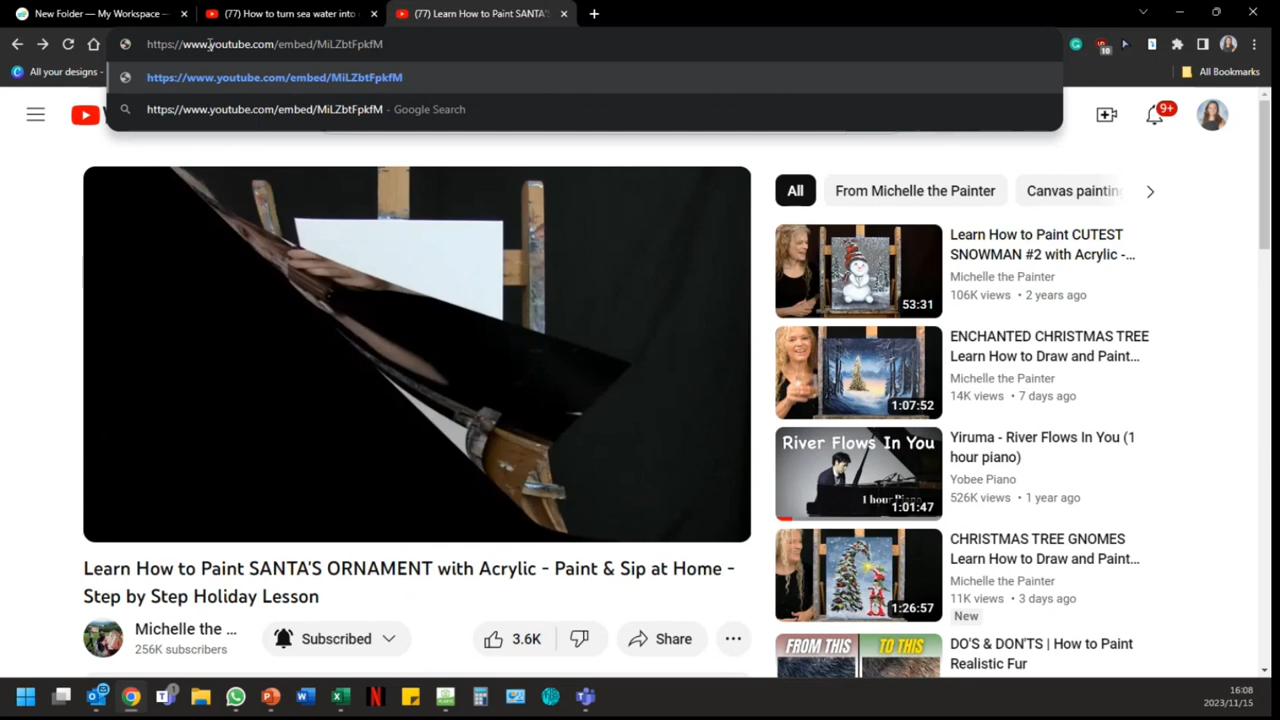 New Folder — My Workspace -
(77) How to turn sea water into
(77) Learn How to Paint SANTA'S
https://www.youtube.com/embed/MiLZbtFpkfM
https://www.youtube.com/embed/MiLZbtFpkfM
https://www.youtube.com/embed/MiLZbtFpkfM - Google Search
10
All your designs -
All Bookmarks
9+
All
From Michelle the Painter
Canvas painting
Learn How to Paint CUTEST
SNOWMAN #2 with Acrylic -...
Michelle the Painter
106K views • 2 years ago
53:31
ENCHANTED CHRISTMAS TREE
Learn How to Draw and Paint...
Michelle the Painter
14K views • 7 days ago
1:07:52
River Flows In You
1 hour Piano
1:01:47
Yiruma - River Flows In You (1
hour piano)
Yobee Piano
526K views • 1 year ago
CHRISTMAS TREE GNOMES
Learn How to Draw and Paint...
Michelle the Painter
11K views • 3 days ago
New
1:26:57
FROM THIS
TO THIS
DO'S & DON'TS | How to Paint
Realistic Fur
Learn How to Paint SANTA'S ORNAMENT with Acrylic - Paint & Sip at Home -
Step by Step Holiday Lesson
Michelle the ...
256K subscribers
Subscribed
3.6K
Share
16:08
2023/11/15